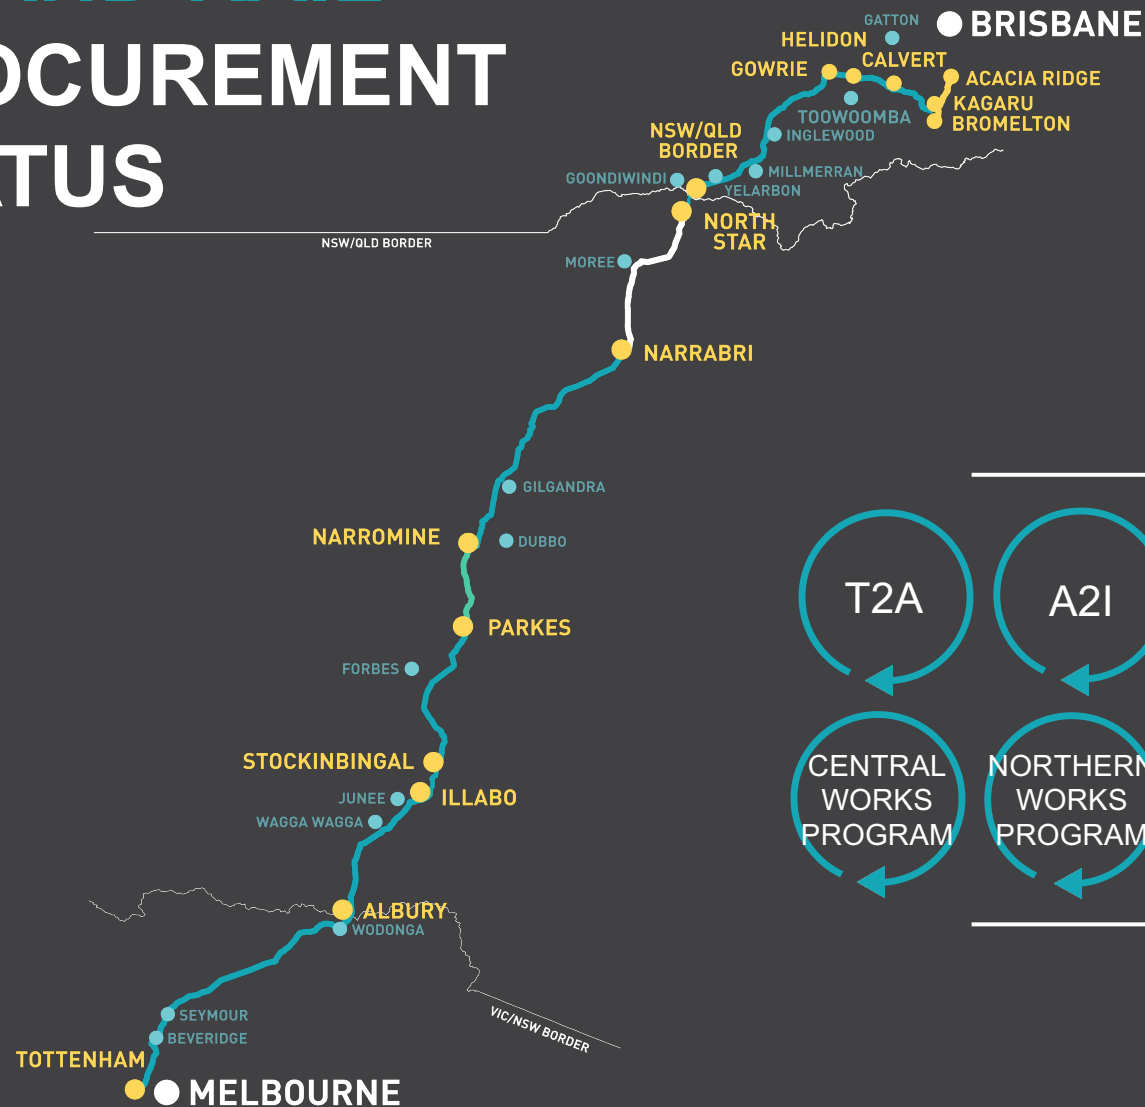 OCUREMENT
ATUS
GATTON
BRISBANE
HELIDON
CALVERT
GOWRIE
ACACIA RIDGE
KAGARU
TOOWOOMBA
BROMELTON
NSW/QLD
BORDER
INGLEWOOD
MILLMERRAN
GOONDIWINDI
YELARBON
NORTH
STAR
NSW/QLD BORDER
MOREE
NARRABRI
GILGANDRA
NARROMINE
DUBBO
T2A
A2I
PARKES
FORBES
STOCKINBINGAL
CENTRAL
WORKS
PROGRAM
NORTHERN
WORKS
PROGRAM
JUNEE
ILLABO
WAGGA WAGGA
ALBURY
WODONGA
SEYMOUR
VIC/NSW BORDER
BEVERIDGE
TOTTENHAM
MELBOURNE